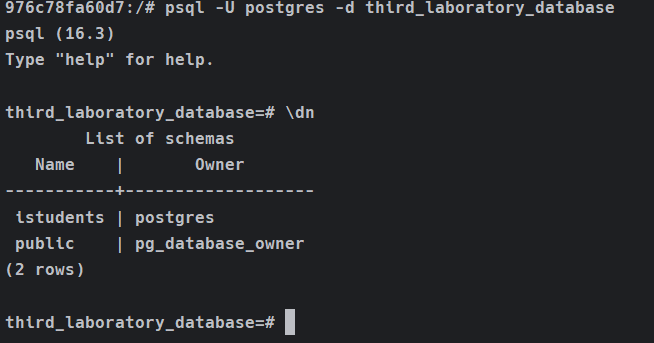 976c78fa60d7:/# psql -U postgres -d third_laboratory_database
psql (16.3)
Type "help" for help.

third_laboratory_database=# \dn
        List of schemas
   Name    |       Owner
-----------+-------------------
 istudents | postgres
 public    | pg_database_owner
(2 rows)

third_laboratory_database=#